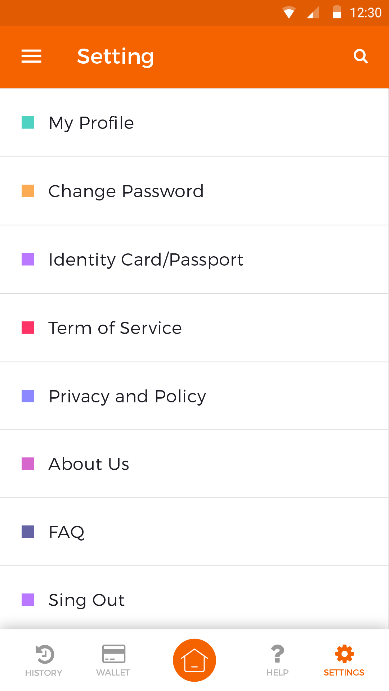 12:30
Setting
My Profile
Change Password
Identity Card/Passport
Term of Service
Privacy and Policy
About Us
FAQ
Sing Out
HISTORY
WALLET
HELP
SETTINGS